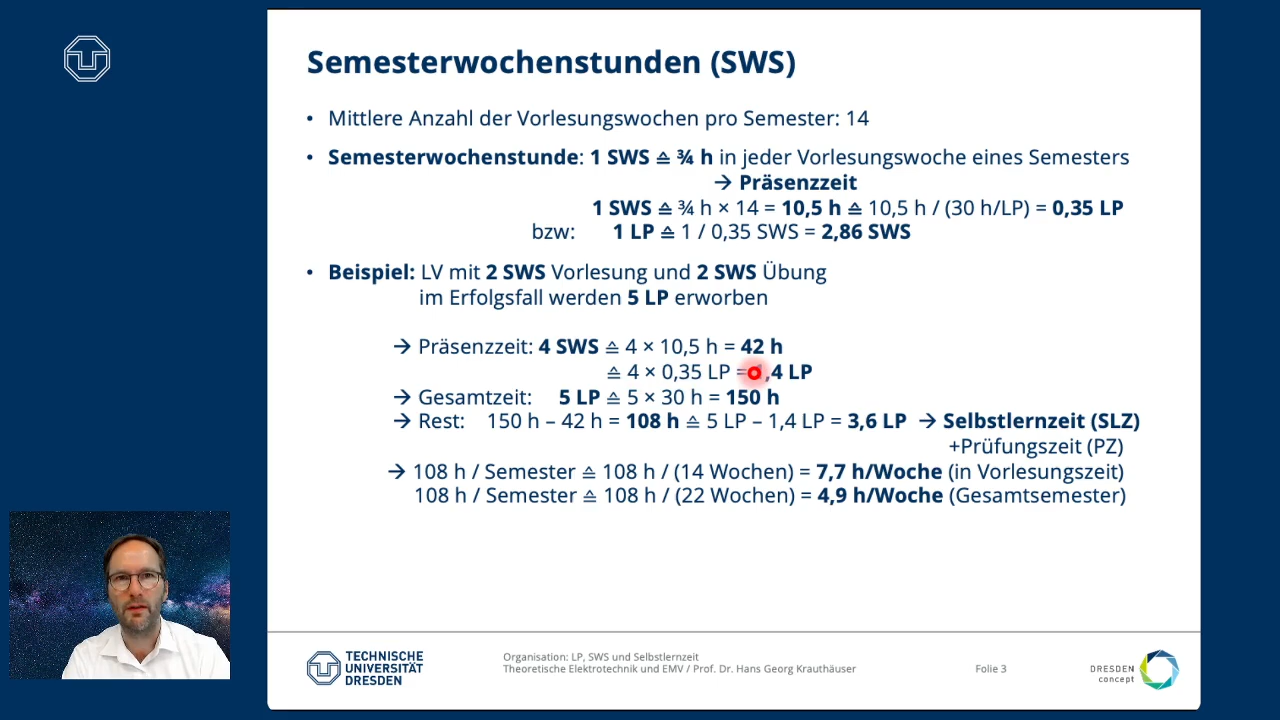 Semesterwochenstunden (SWS)
• Mittlere Anzahl der Vorlesungswochen pro Semester: 14
• Semesterwochenstunde: 1 SWS ≙ ¾ h in jeder Vorlesungswoche eines Semesters
→ Präsenzzeit
1 SWS ≙ ¾ h × 14 = 10,5 h ≙ 10,5 h / (30 h/LP) = 0,35 LP
bzw: 1 LP ≙ 1 / 0,35 SWS = 2,86 SWS
• Beispiel: LV mit 2 SWS Vorlesung und 2 SWS Übung
im Erfolgsfall werden 5 LP erworben
→ Präsenzzeit: 4 SWS ≙ 4 × 10,5 h = 42 h
≙ 4 × 0,35 LP = ,4 LP
→ Gesamtzeit: 5 LP ≙ 5 × 30 h = 150 h
→ Rest: 150 h – 42 h = 108 h ≙ 5 LP – 1,4 LP = 3,6 LP → Selbstlernzeit (SLZ)
+Prüfungszeit (PZ)
→ 108 h / Semester ≙ 108 h / (14 Wochen) = 7,7 h/Woche (in Vorlesungszeit)
108 h / Semester ≙ 108 h / (22 Wochen) = 4,9 h/Woche (Gesamtsemester)
TECHNISCHE
UNIVERSITÄT
DRESDEN
Organisation: LP, SWS und Selbstlernzeit
Theoretische Elektrotechnik und EMV / Prof. Dr. Hans Georg Krauthäuser
Folie 3
DRESDEN
concept